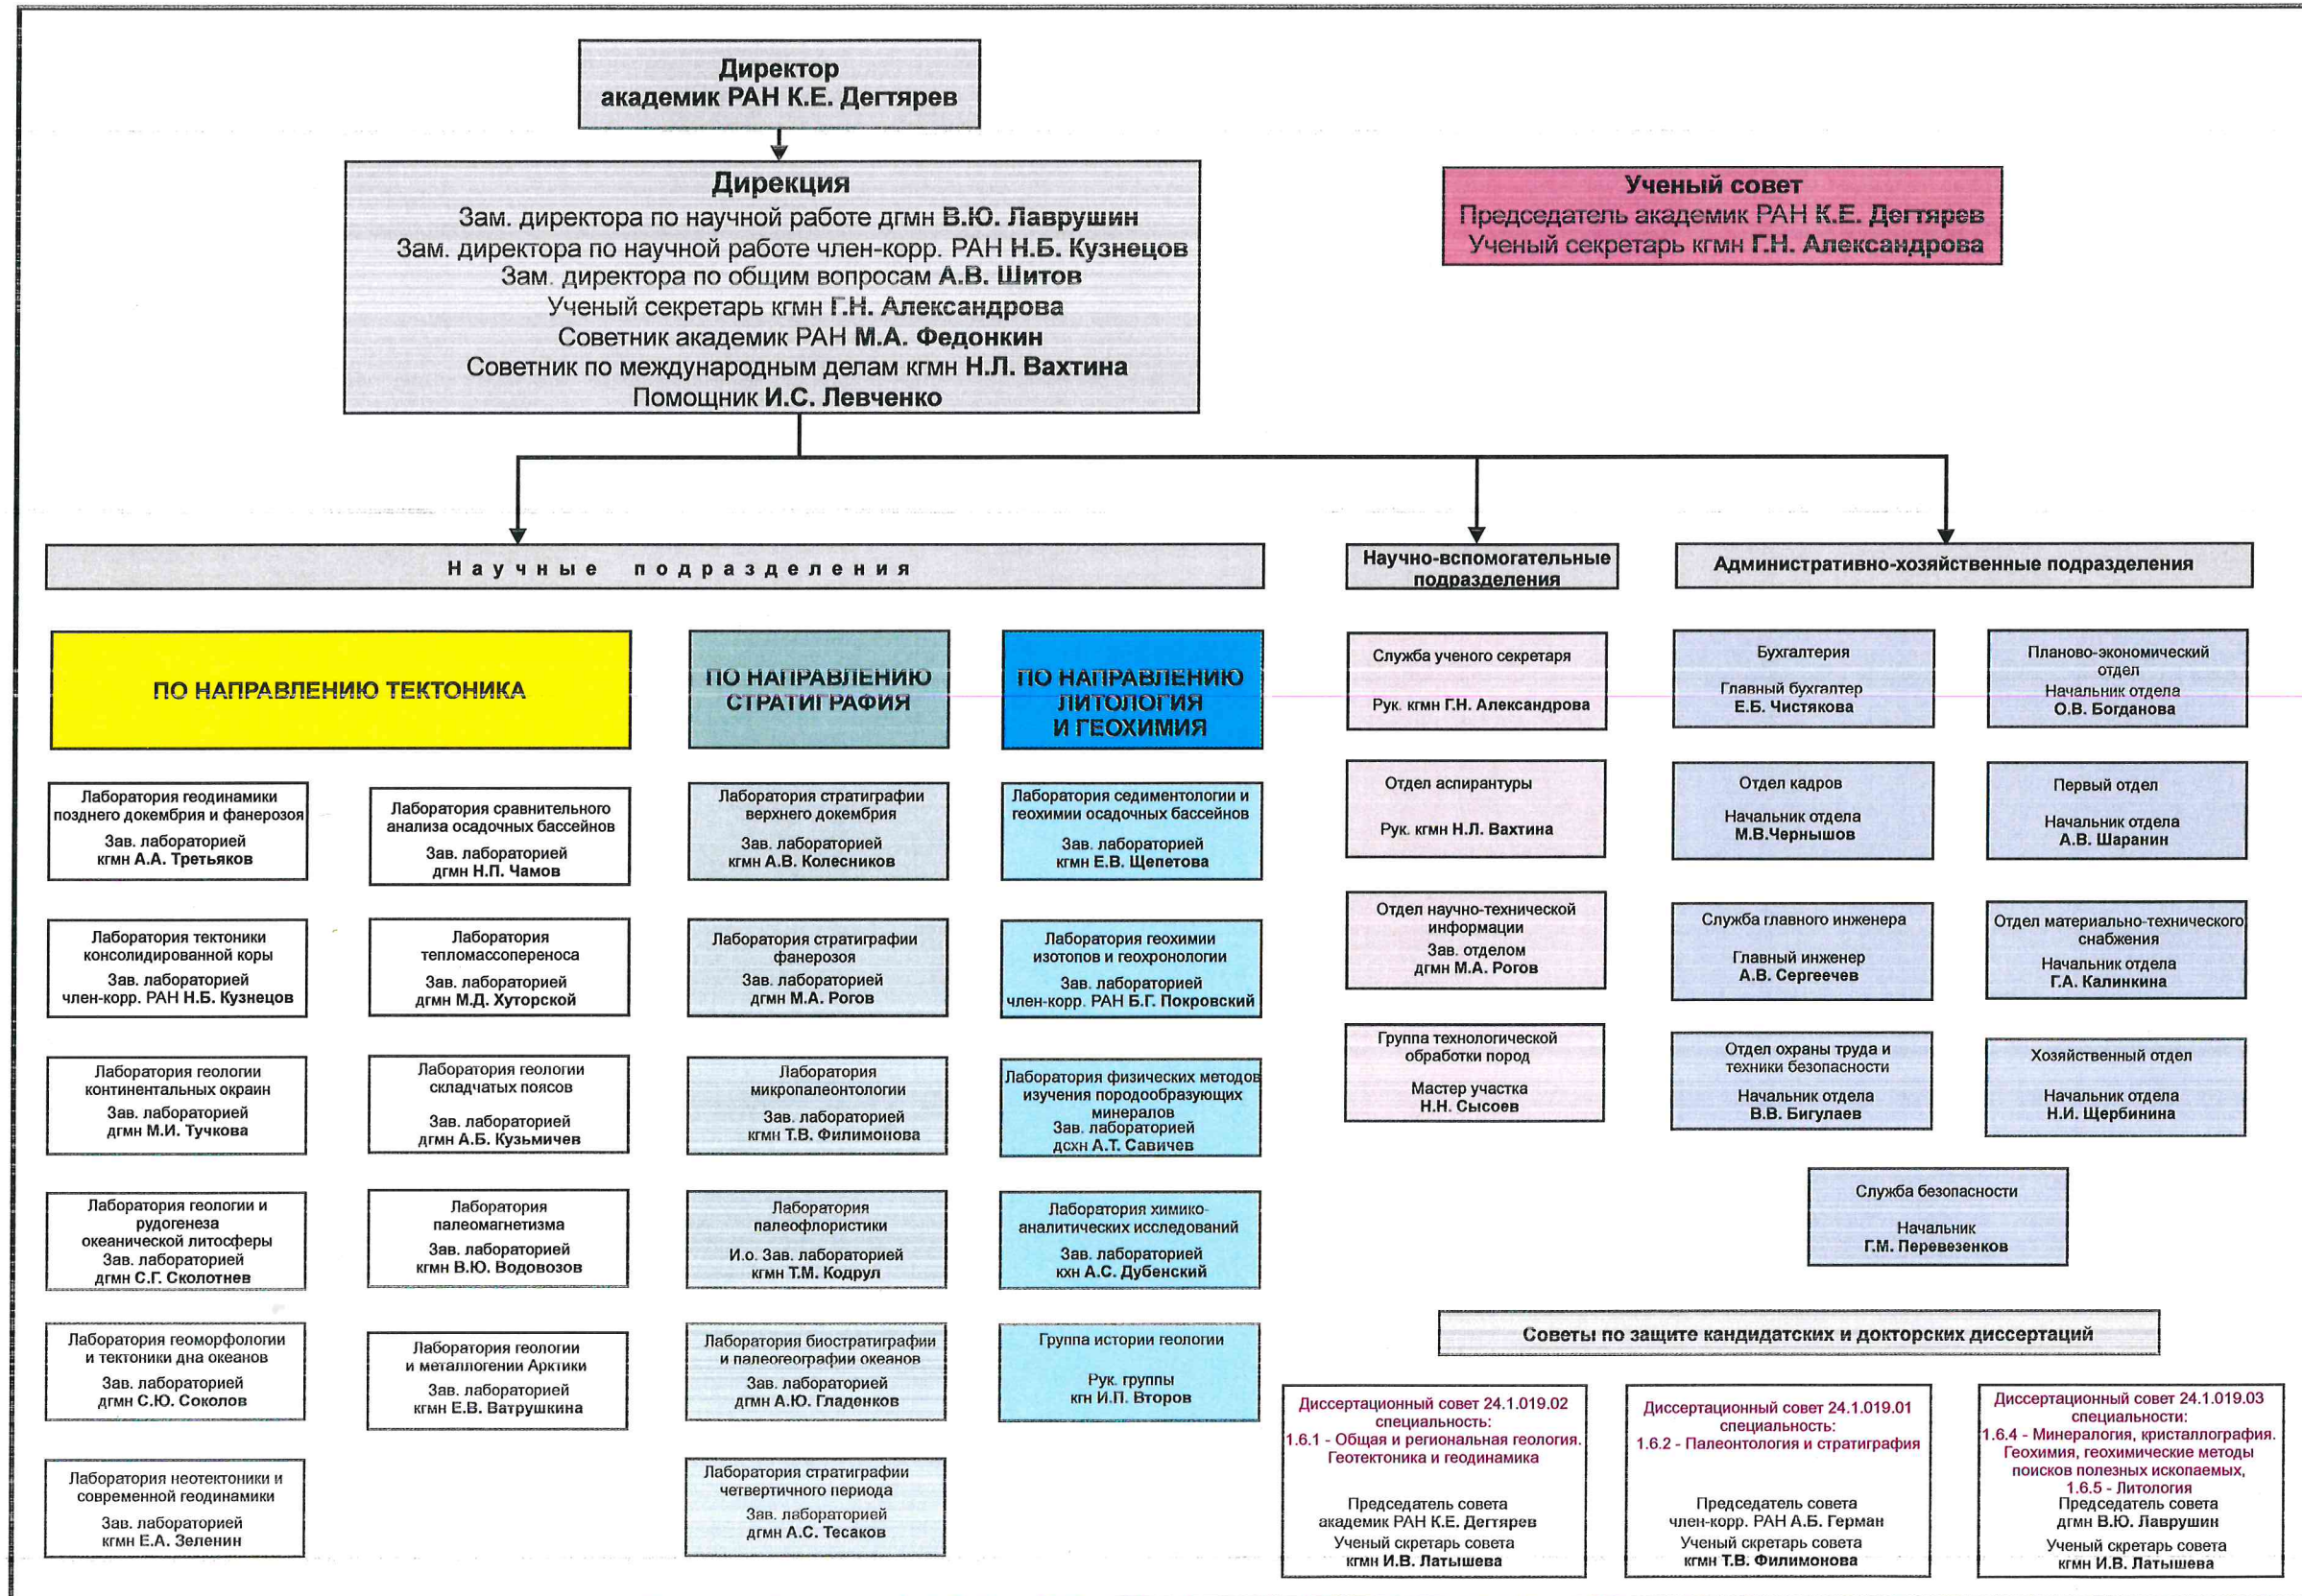 Директор
академик РАН К.Е. Дегтярев
Дирекция
Зам. директора по научной работе дгмн В.Ю. Лаврушин
Зам. директора по научной работе член-корр. РАН Н.Б. Кузнецов
Зам. директора по общим вопросам А.В. Шитов
Ученый секретарь кгмн Г.Н. Александрова
Советник академик РАН М.А. Федонкин
Советник по международным делам кгмн Н.Л. Вахтина
Помощник И.С. Левченко
Ученый совет
Председатель академик РАН К.Е. Дегтярев
Ученый секретарь кгмн Г.Н. Александрова
Научные подразделения
Научно-вспомогательные
подразделения
Административно-хозяйственные подразделения
ПО НАПРАВЛЕНИЮ ТЕКТОНИКА
ПО НАПРАВЛЕНИЮ
СТРАТИГРАФИЯ
ПО НАПРАВЛЕНИЮ
ЛИТОЛОГИЯ
И ГЕОХИМИЯ
Лаборатория геодинамики
позднего докембрия и фанерозоя
Зав. лабораторией
кгмн А.А. Третьяков
Лаборатория тектоники
консолидированной коры
Зав. лабораторией
член-корр. РАН Н.Б. Кузнецов
Лаборатория геологии
континентальных окраин
Зав. лабораторией
дгмн М.И. Тучкова
Лаборатория геологии и
рудогенеза
океанической литосферы
Зав. лабораторией
дгмн С.Г. Сколотнев
Лаборатория геоморфологии
и тектоники дна океанов
Зав. лабораторией
дгмн С.Ю. Соколов
Лаборатория неотектоники и
современной геодинамики
Зав. лабораторией
кгмн Е.А. Зеленин
Лаборатория сравнительного
анализа осадочных бассейнов
Зав. лабораторией
дгмн Н.П. Чамов
Лаборатория
тепломассопереноса
Зав. лабораторией
дгмн М.Д. Хуторской
Лаборатория геологии
складчатых поясов
Зав. лабораторией
дгмн А.Б. Кузьмичев
Лаборатория
палеомагнетизма
Зав. лабораторией
кгмн В.Ю. Водовозов
Лаборатория геологии
и металлогении Арктики
Зав. лабораторией
кгмн Е.В. Ватрушкина
Лаборатория стратиграфии
верхнего докембрия
Зав. лабораторией
кгмн А.В. Колесников
Лаборатория стратиграфии
фанерозоя
Зав. лабораторией
дгмн М.А. Рогов
Лаборатория
микропалеонтологии
Зав. лабораторией
кгмн Т.В. Филимонова
Лаборатория
палеофлористики
И.о. Зав. лабораторией
кгмн Т.М. Кодрул
Лаборатория биостратиграфии
и палеогеографии океанов
Зав. лабораторией
дгмн А.Ю. Гладенков
Лаборатория стратиграфии
четвертичного периода
Зав. лабораторией
дгмн А.С. Тесаков
Лаборатория седиментологии и
геохимии осадочных бассейнов
Зав. лабораторией
кгмн Е.В. Щепетова
Лаборатория геохимии
изотопов и геохронологии
Зав. лабораторией
член-корр. РАН Б.Г. Покровский
Лаборатория физических методов
изучения породообразующих
минералов
Зав. лабораторией
дсхн А.Т. Савичев
Лаборатория химико-
аналитических исследований
Зав. лабораторией
кхн А.С. Дубенский
Группа истории геологии
Рук. группы
кгн И.П. Второв
Служба ученого секретаря
Рук. кгмн Г.Н. Александрова
Отдел аспирантуры
Рук. кгмн Н.Л. Вахтина
Отдел научно-технической
информации
Зав. отделом
дгмн М.А. Рогов
Группа технологической
обработки пород
Мастер участка
Н.Н. Сысоев
Бухгалтерия
Главный бухгалтер
Е.Б. Чистякова
Отдел кадров
Начальник отдела
М.В.Чернышов
Служба главного инженера
Главный инженер
А.В. Сергеечев
Отдел охраны труда и
техники безопасности
Начальник отдела
В.В. Бигулаев
Планово-экономический
отдел
Начальник отдела
О.В. Богданова
Первый отдел
Начальник отдела
А.В. Шаранин
Отдел материально-технического
снабжения
Начальник отдела
Г.А. Калинкина
Хозяйственный отдел
Начальник отдела
Н.И. Щербинина
Служба безопасности
Начальник
Г.М. Перевезенков
Советы по защите кандидатских и докторских диссертаций
Диссертационный совет 24.1.019.02
специальность:
1.6.1 - Общая и региональная геология.
Геотектоника и геодинамика
Председатель совета
академик РАН К.Е. Дегтярев
Ученый скретарь совета
кгмн И.В. Латышева
Диссертационный совет 24.1.019.01
специальность:
1.6.2 - Палеонтология и стратиграфия
Председатель совета
член-корр. РАН А.Б. Герман
Ученый скретарь совета
кгмн Т.В. Филимонова
Диссертационный совет 24.1.019.03
специальности:
1.6.4 - Минералогия, кристаллография.
Геохимия, геохимические методы
поисков полезных ископаемых,
1.6.5 - Литология
Председатель совета
дгмн В.Ю. Лаврушин
Ученый скретарь совета
кгмн И.В. Латышева